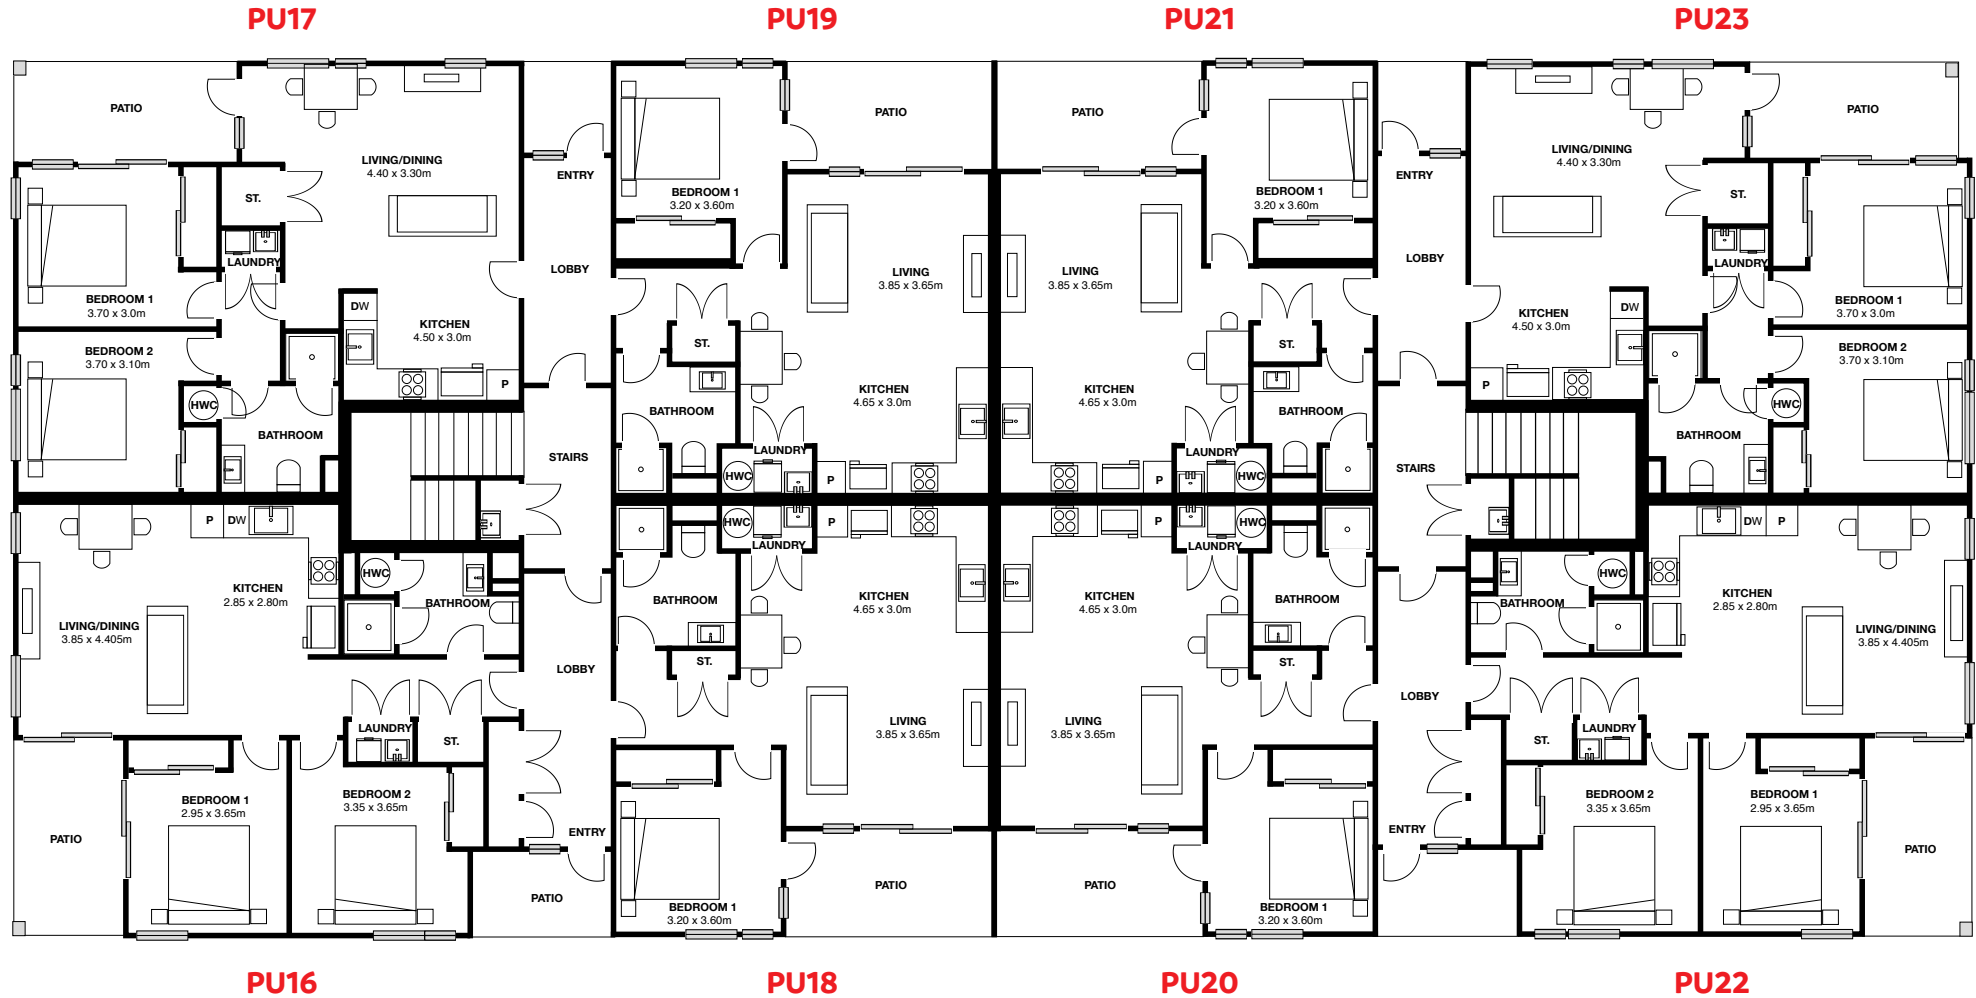 PU17
PU19
PU21
PU23
PATIO
LIVING/DINING
4.40 x 3.30m
ST.
LAUNDRY
BEDROOM 1
3.70 x 3.0m
BEDROOM 2
3.70 x 3.10m
HWC
BATHROOM
DW
KITCHEN
4.50 x 3.0m
P
ENTRY
LOBBY
STAIRS
BEDROOM 1
3.20 x 3.60m
PATIO
LIVING
3.85 x 3.65m
ST.
KITCHEN
4.65 x 3.0m
BATHROOM
LAUNDRY
HWC
P
PATIO
BEDROOM 1
3.20 x 3.60m
LIVING
3.85 x 3.65m
ST.
KITCHEN
4.65 x 3.0m
BATHROOM
LAUNDRY
P
HWC
ENTRY
LOBBY
STAIRS
LIVING/DINING
4.40 x 3.30m
PATIO
ST.
LAUNDRY
BEDROOM 1
3.70 x 3.0m
DW
KITCHEN
4.50 x 3.0m
BEDROOM 2
3.70 x 3.10m
P
HWC
BATHROOM
P
DW
KITCHEN
2.85 x 2.80m
HWC
BATHROOM
LIVING/DINING
3.85 x 4.405m
LAUNDRY
ST.
BEDROOM 1
2.95 x 3.65m
BEDROOM 2
3.35 x 3.65m
PATIO
LOBBY
ENTRY
PATIO
HWC
P
LAUNDRY
BATHROOM
KITCHEN
4.65 x 3.0m
ST.
LIVING
3.85 x 3.65m
BEDROOM 1
3.20 x 3.60m
PATIO
P
HWC
LAUNDRY
KITCHEN
4.65 x 3.0m
BATHROOM
ST.
LIVING
3.85 x 3.65m
PATIO
BEDROOM 1
3.20 x 3.60m
LOBBY
ENTRY
DW
P
HWC
BATHROOM
KITCHEN
2.85 x 2.80m
LIVING/DINING
3.85 x 4.405m
ST.
LAUNDRY
BEDROOM 2
3.35 x 3.65m
BEDROOM 1
2.95 x 3.65m
PATIO
PU16
PU18
PU20
PU22